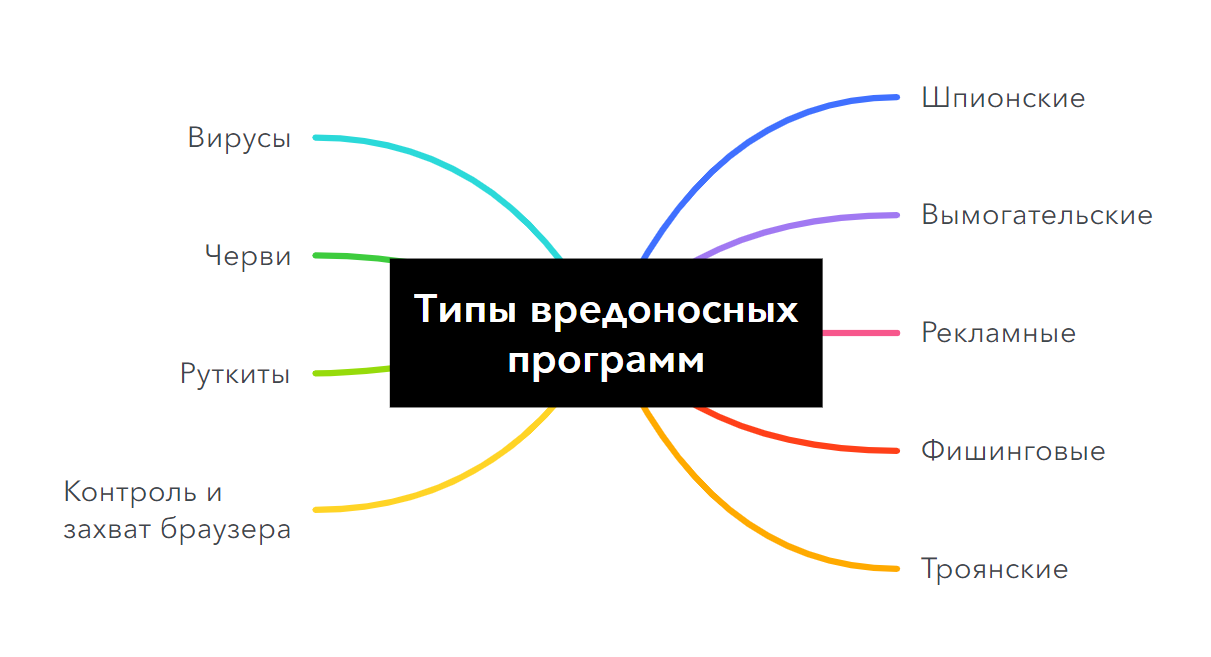 Типы вредоносных
программ
Вирусы
Черви
Руткиты
Контроль и
захват браузера
Шпионские
Вымогательские
Рекламные
Фишинговые
Троянские